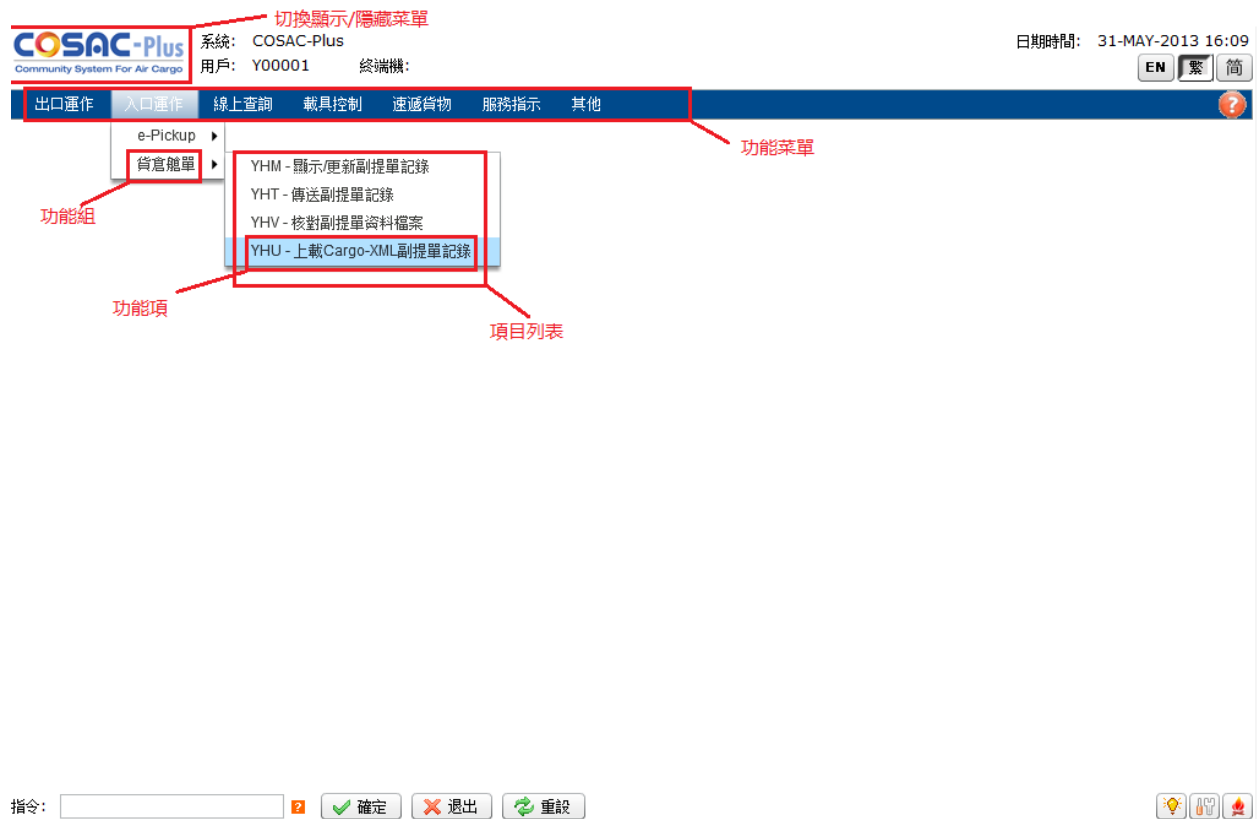 切換顯示/隱藏菜單
COSAC-Plus
Community System For Air Cargo
系統: COSAC-Plus
用戶: Y00001 终端機:
日期時間: 31-MAY-2013 16:09
EN 繁 简
出口運作 入口運作 線上查詢 載具控制 速遞貨物 服務指示 其他 ?
功能菜單
e-Pickup
貨倉艙單
YHM - 顯示/更新副提單記錄
YHT - 傳送副提單記錄
YHV - 核對副提單資料檔案
YHU - 上載Cargo-XML副提單記錄
功能組
功能項
項目列表
指令: ? 確定 退出 重設